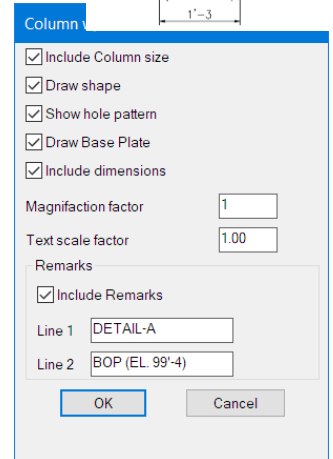 1'-3
Column
Include Column size
Draw shape
Show hole pattern
Draw Base Plate
Include dimensions
Magnifaction factor 1
Text scale factor 1.00
Remarks
Include Remarks
Line 1 DETAIL-A
Line 2 BOP (EL. 99'-4)
OK Cancel